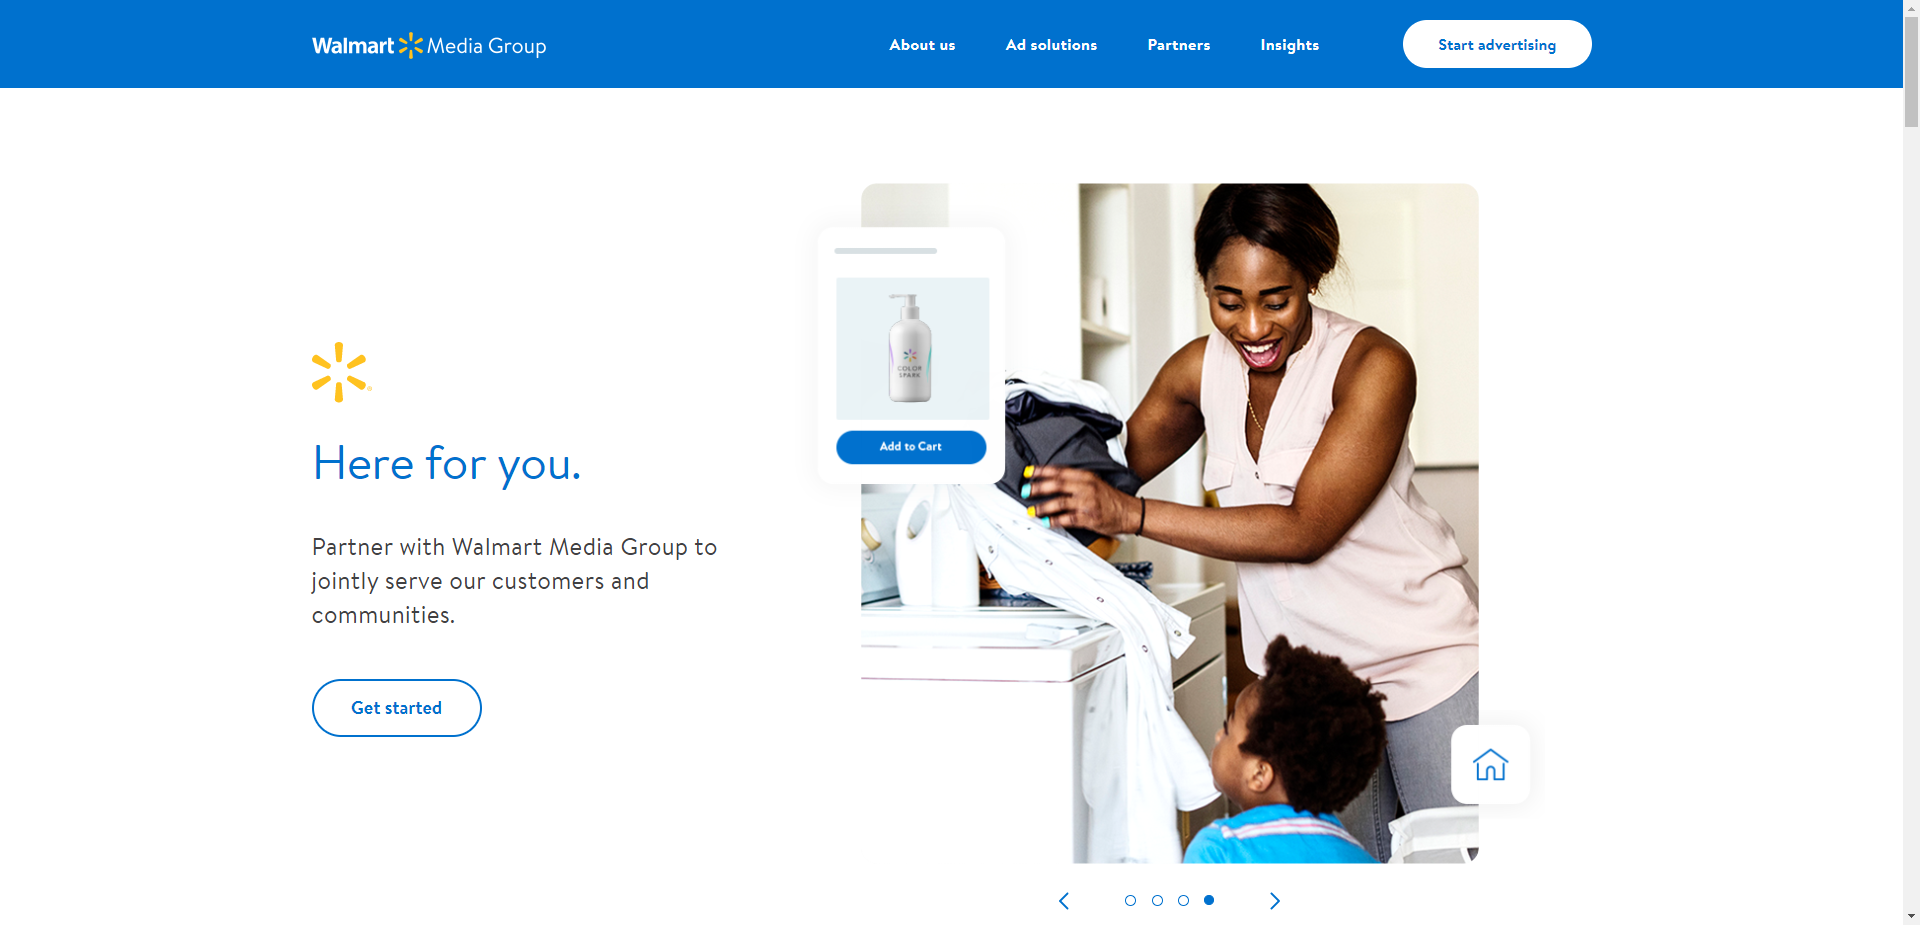 Walmart Media Group
About us
Ad solutions
Partners
Insights
Start advertising
COLOR
SPARK
Add to Cart
Here for you.
Partner with Walmart Media Group to
jointly serve our customers and
communities.
Get started